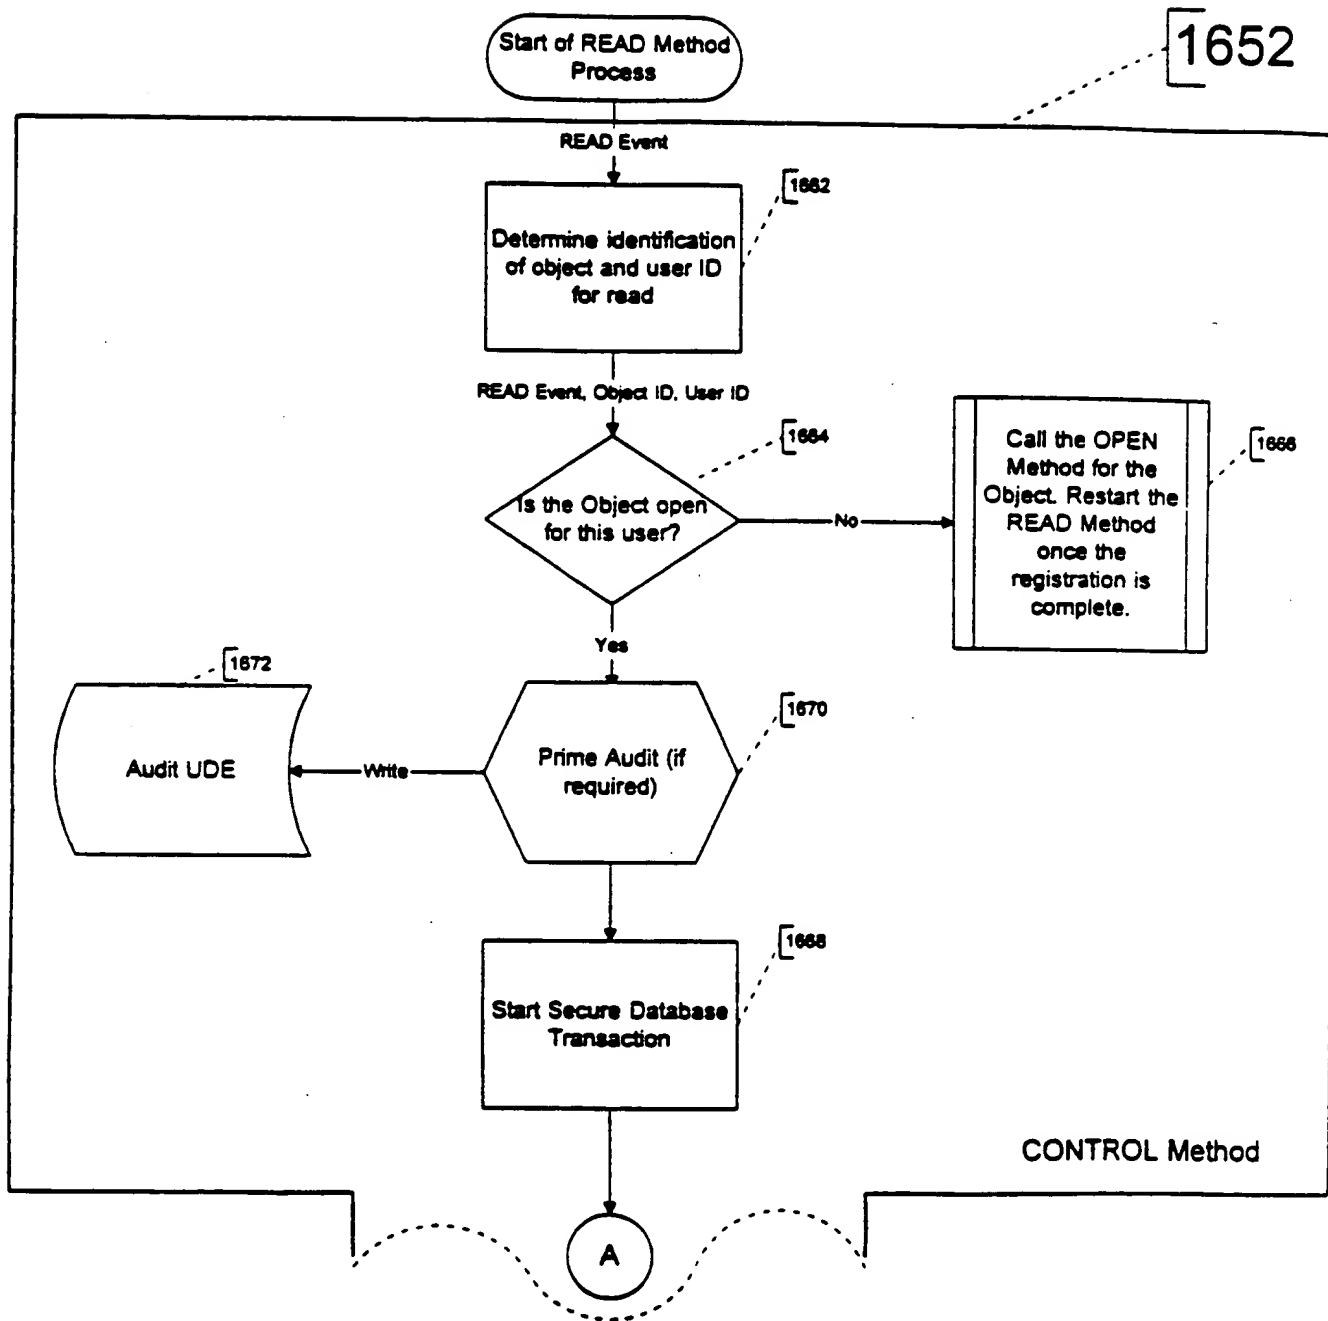 Start of READ Method
Process
1652
READ Event
1662
Determine identification
of object and user ID
for read
READ Event, Object ID, User ID
1664
Is the Object open
for this user?
No
Call the OPEN
Method for the
Object. Restart the
READ Method
once the
registration is
complete.
1666
Yes
1672
Audit UDE
Write
Prime Audit (if
required)
1670
1668
Start Secure Database
Transaction
CONTROL Method
A